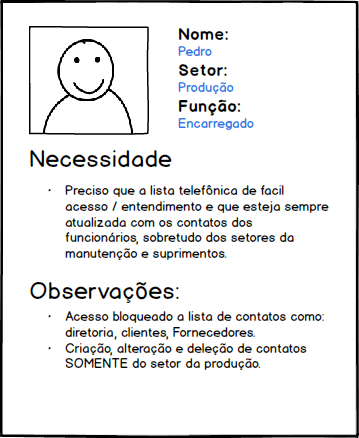 Nome:
Pedro
Setor:
Produção
Função:
Encarregado
Necessidade
• Preciso que a lista telefônica de facil
acesso / entendimento e que esteja sempre
atualizada com os contatos dos
funcionários, sobretudo dos setores da
manutenção e suprimentos.
Observações:
• Acesso bloqueado a lista de contatos como:
diretoria, clientes, Fornecedores.
• Criação, alteração e deleção de contatos
SOMENTE do setor da produção.